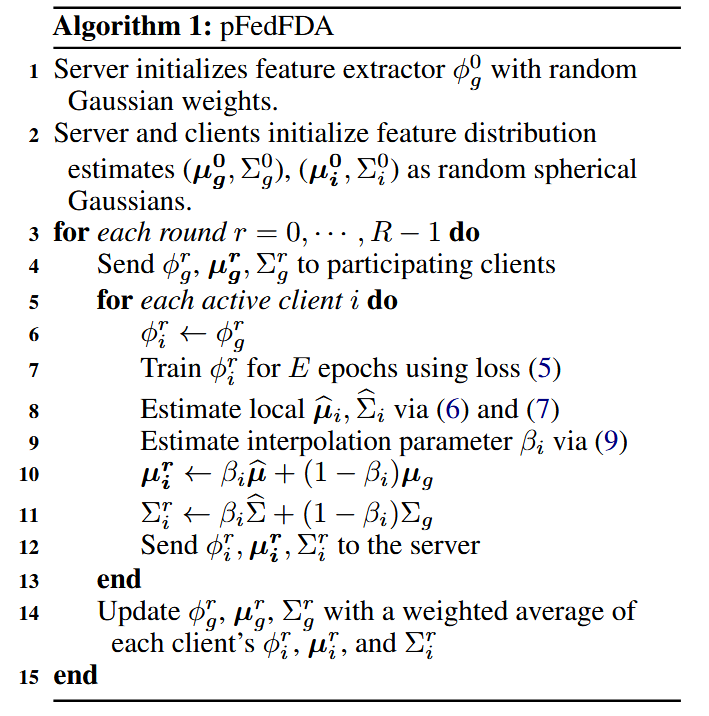 Algorithm 1: pFedFDA
1 Server initializes feature extractor $\phi_g^0$ with random
Gaussian weights.
2 Server and clients initialize feature distribution
estimates $(\boldsymbol{\mu_g^0}, \Sigma_g^0), (\boldsymbol{\mu_i^0}, \Sigma_i^0)$ as random spherical
Gaussians.
3 for each round $r = 0, \cdots, R - 1$ do
4 Send $\phi_g^r, \boldsymbol{\mu_g^r}, \Sigma_g^r$ to participating clients
5 for each active client $i$ do
6 $\phi_i^r \leftarrow \phi_g^r$
7 Train $\phi_i^r$ for $E$ epochs using loss (5)
8 Estimate local $\widehat{\boldsymbol{\mu}}_i, \widehat{\Sigma}_i$ via (6) and (7)
9 Estimate interpolation parameter $\beta_i$ via (9)
10 $\boldsymbol{\mu_i^r} \leftarrow \beta_i \widehat{\boldsymbol{\mu}} + (1 - \beta_i) \boldsymbol{\mu}_g$
11 $\Sigma_i^r \leftarrow \beta_i \widehat{\Sigma} + (1 - \beta_i) \Sigma_g$
12 Send $\phi_i^r, \boldsymbol{\mu_i^r}, \Sigma_i^r$ to the server
13 end
14 Update $\phi_g^r, \boldsymbol{\mu}_g^r, \Sigma_g^r$ with a weighted average of
each client's $\phi_i^r, \boldsymbol{\mu}_i^r$, and $\Sigma_i^r$
15 end